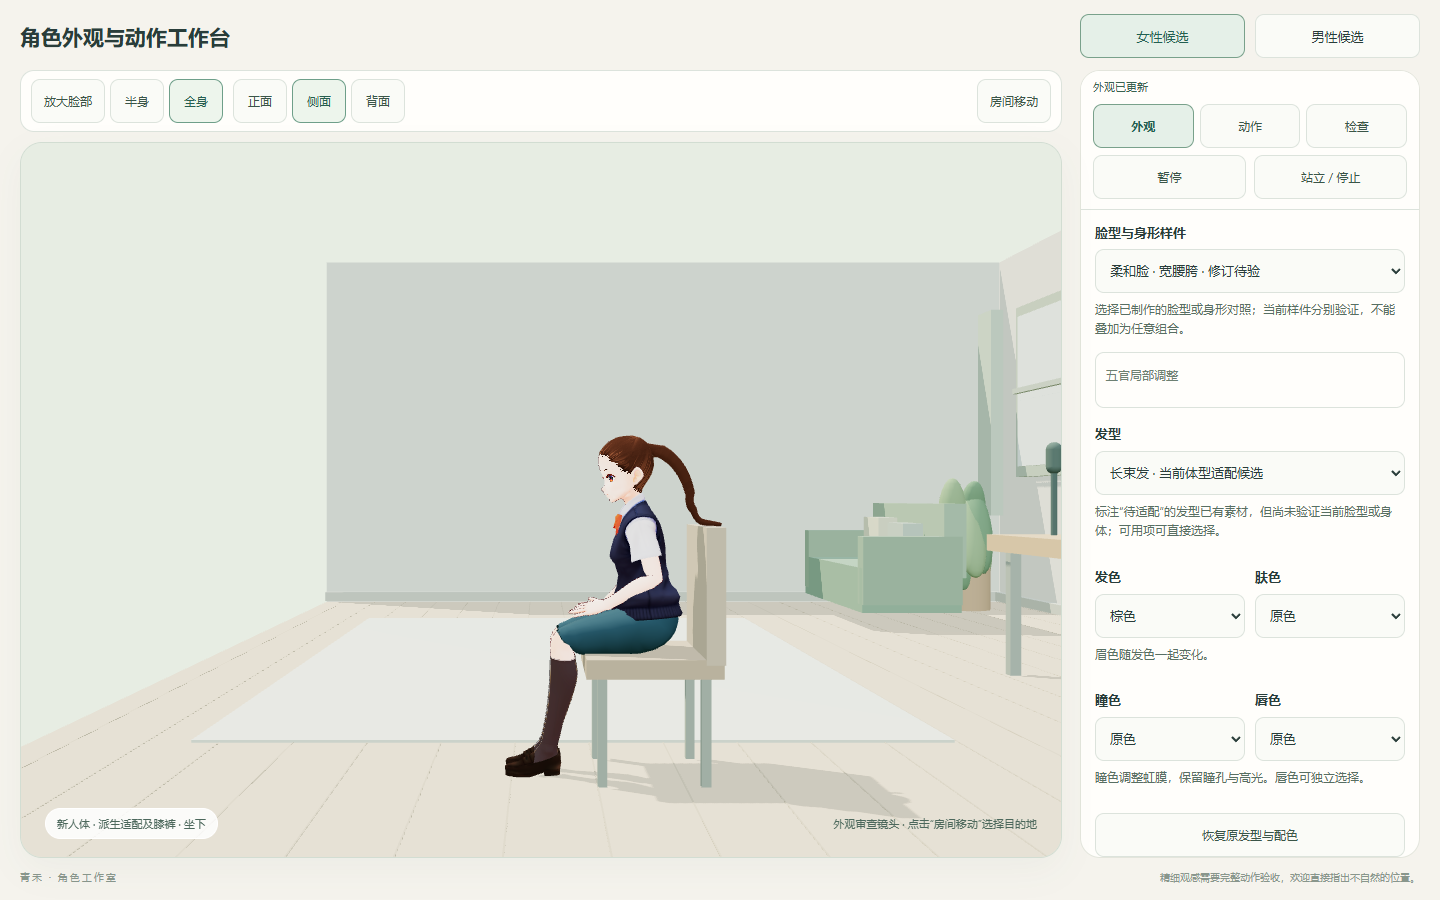 角色外观与动作工作台
女性候选
男性候选
放大脸部
半身
全身
正面
侧面
背面
房间移动
外观已更新
外观
动作
检查
暂停
站立 / 停止
脸型与身形样件
柔和脸 · 宽腰胯 · 修订待验
选择已制作的脸型或身形对照；当前样件分别验证，不能
叠加为任意组合。
五官局部调整
发型
长束发 · 当前体型适配候选
标注“待适配”的发型已有素材，但尚未验证当前脸型或身
体；可用项可直接选择。
发色
肤色
棕色
原色
眉色随发色一起变化。
瞳色
唇色
原色
原色
瞳色调整虹膜，保留瞳孔与高光。唇色可独立选择。
恢复原发型与配色
新人体 · 派生适配及膝裤 · 坐下
外观审查镜头 · 点击“房间移动”选择目的地
青禾 · 角色工作室
精细观感需要完整动作验收，欢迎直接指出不自然的位置。